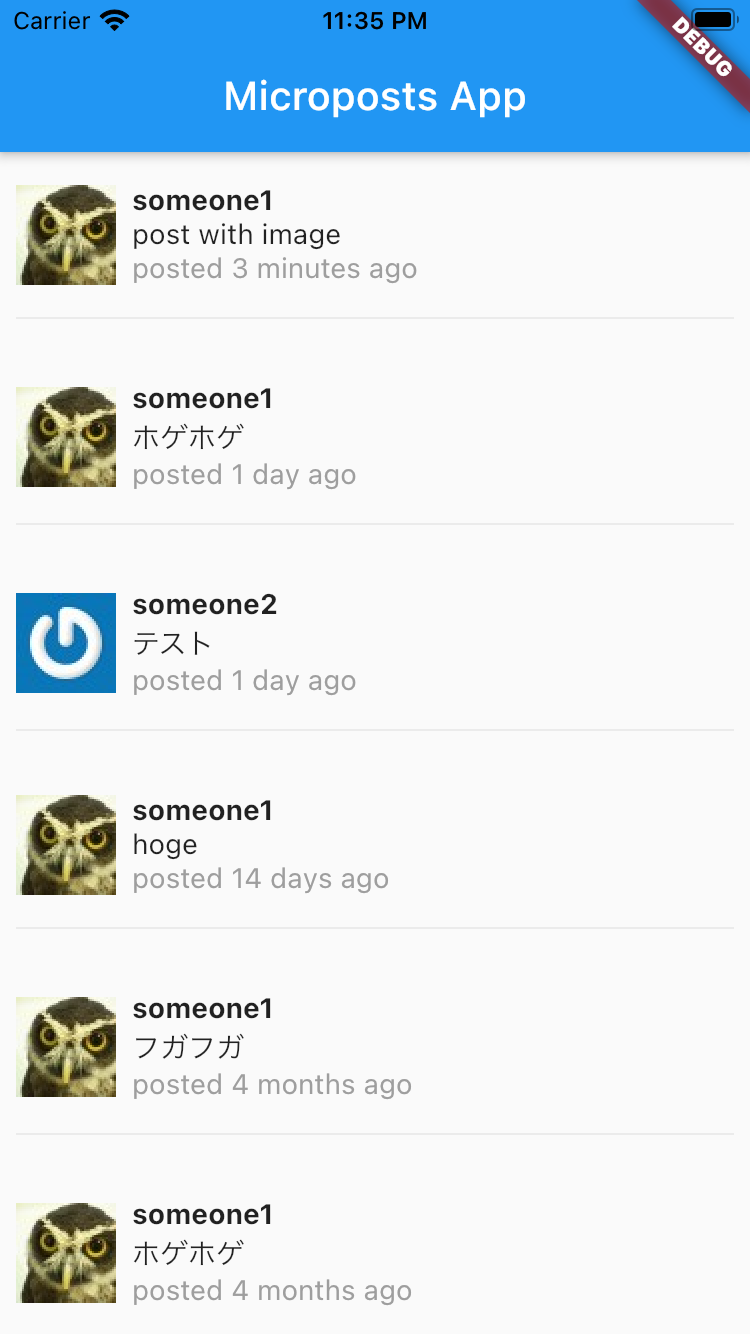 Carrier 11:35 PM
DEBUG
Microposts App
someone1
post with image
posted 3 minutes ago
someone1
ホゲホゲ
posted 1 day ago
someone2
テスト
posted 1 day ago
someone1
hoge
posted 14 days ago
someone1
フガフガ
posted 4 months ago
someone1
ホゲホゲ
posted 4 months ago